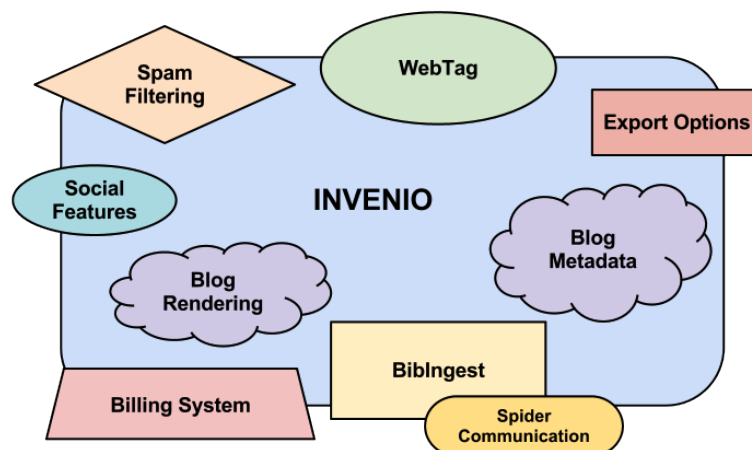 Spam
Filtering
WebTag
Export Options
Social
Features
INVENIO
Blog
Metadata
Blog
Rendering
BibIngest
Billing System
Spider
Communication